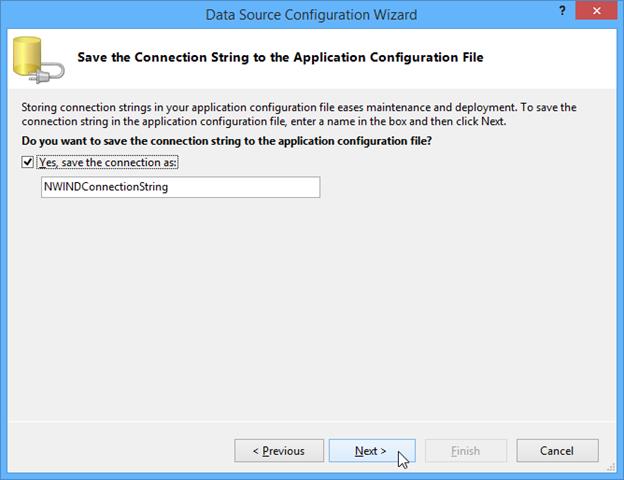 Data Source Configuration Wizard
?
Save the Connection String to the Application Configuration File
Storing connection strings in your application configuration file eases maintenance and deployment. To save the
connection string in the application configuration file, enter a name in the box and then click Next.
Do you want to save the connection string to the application configuration file?
Yes, save the connection as:
NWINDConnectionString
< Previous
Next >
Finish
Cancel